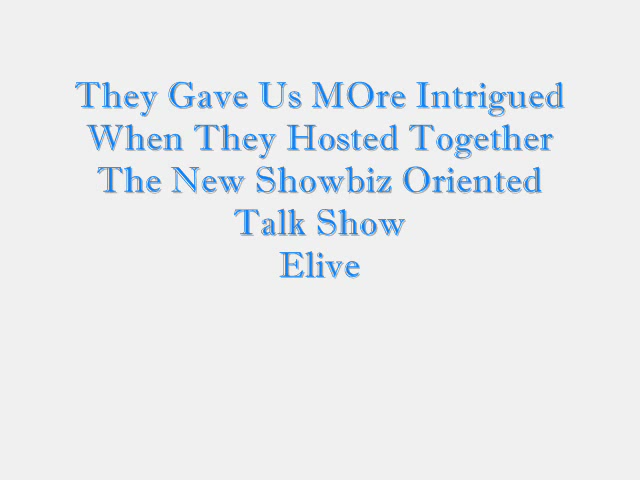 They Gave Us MOre Intrigued
When They Hosted Together
The New Showbiz Oriented
Talk Show
Elive